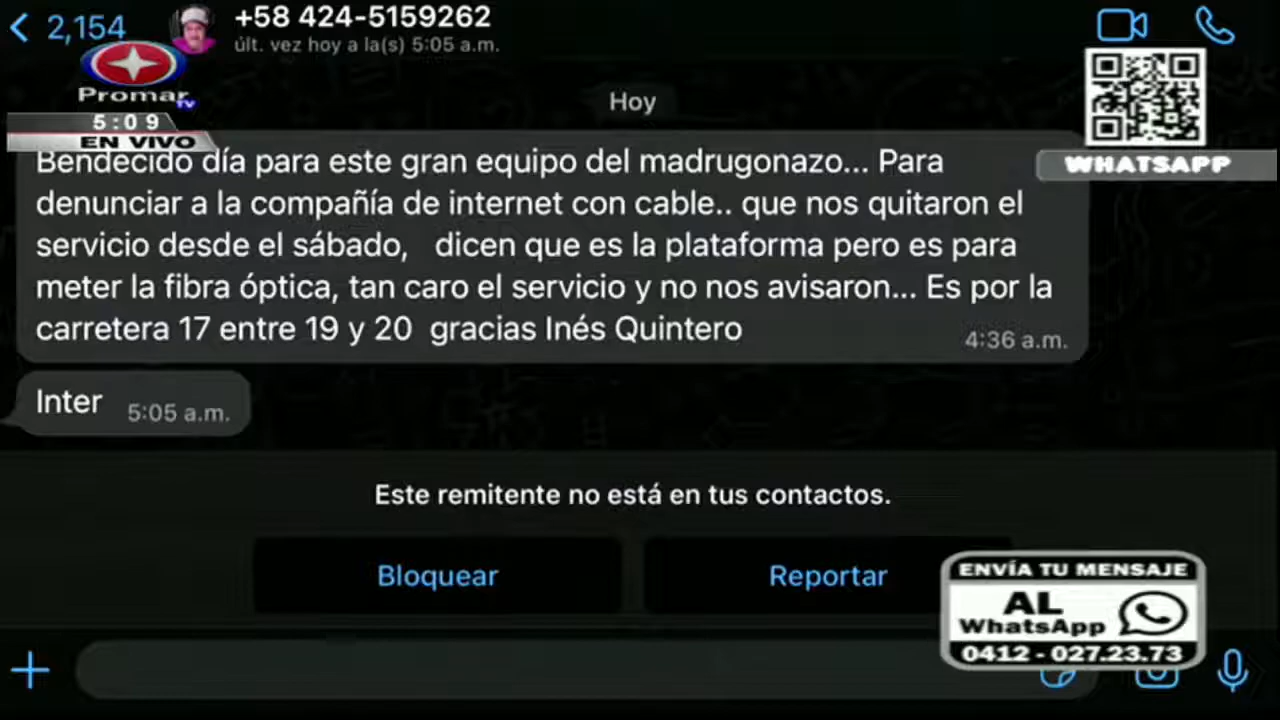 2,154
+58 424-5159262
últ. vez hoy a la(s) 5:05 a.m.
Promar TV
5:09
EN VIVO
Hoy
WHATSAPP
Bendecido día para este gran equipo del madrugonazo... Para
denunciar a la compañía de internet con cable.. que nos quitaron el
servicio desde el sábado, dicen que es la plataforma pero es para
meter la fibra óptica, tan caro el servicio y no nos avisaron... Es por la
carretera 17 entre 19 y 20 gracias Inés Quintero
4:36 a.m.
Inter 5:05 a.m.
Este remitente no está en tus contactos.
Bloquear
Reportar
ENVÍA TU MENSAJE
AL
WhatsApp
0412 - 027.23.73